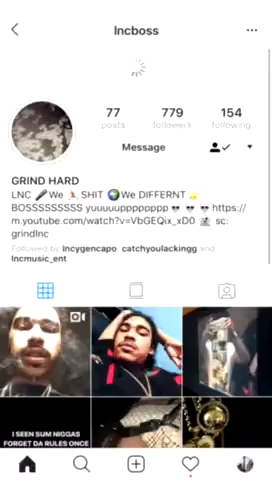 lncboss
77
779
154
posts
followers
following
Message
GRIND HARD
LNC 🎤We 🏃SHIT 🌍We DIFFERNT 🌟
BOSSSSSSSSS yuuuuupppppppp💀💀💀https://
m.youtube.com/watch?v=VbGEQix_xD0 sc:
grindlnc
Followed by lncygencapo, catchyoulackingg and
lncmusic_ent
I SEEN SUM NIGGAS
FORGET DA RULES ONCE